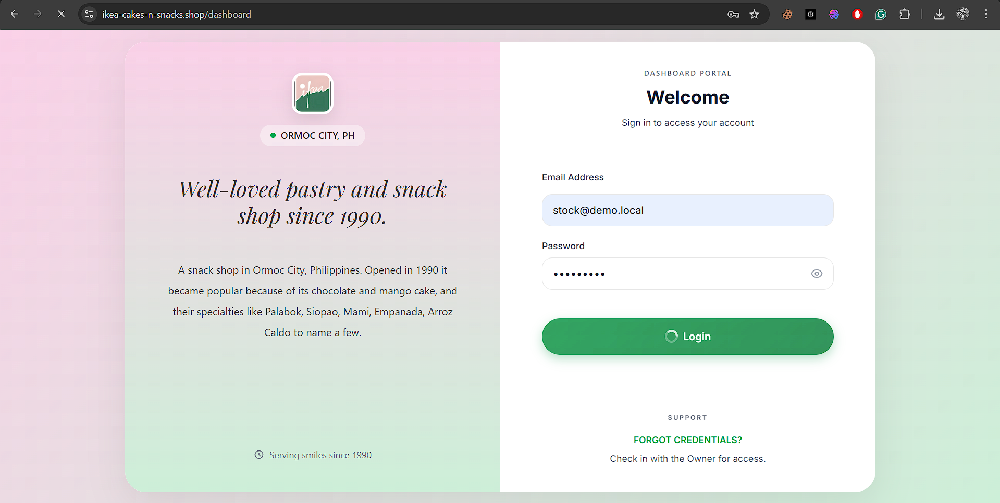 ikea-cakes-n-snacks.shop/dashboard
ikea
ORMOC CITY, PH
Well-loved pastry and snack
shop since 1990.
A snack shop in Ormoc City, Philippines. Opened in 1990 it
became popular because of its chocolate and mango cake, and
their specialties like Palabok, Siopao, Mami, Empanada, Arroz
Caldo to name a few.
Serving smiles since 1990
DASHBOARD PORTAL
Welcome
Sign in to access your account
Email Address
stock@demo.local
Password
•••••••••
Login
SUPPORT
FORGOT CREDENTIALS?
Check in with the Owner for access.